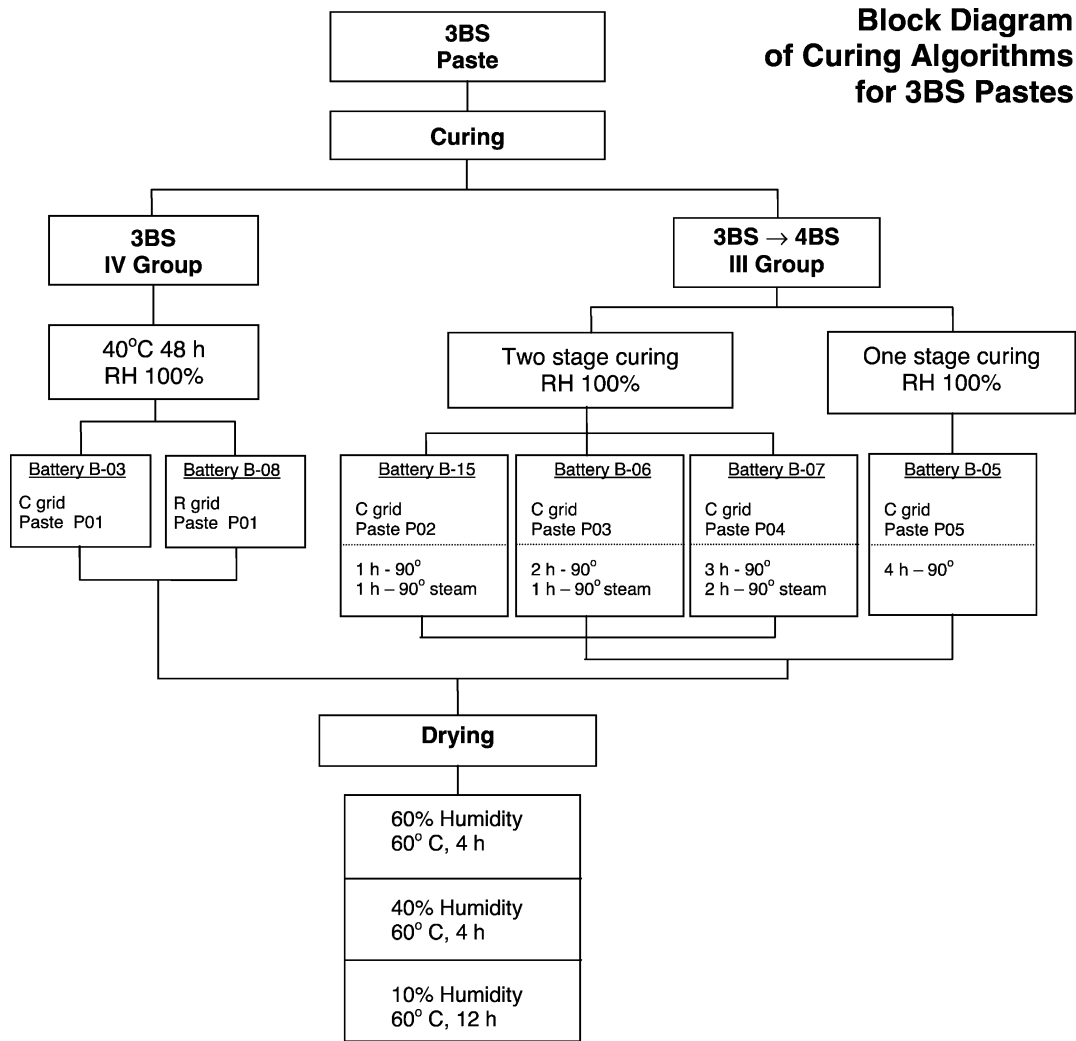 Block Diagram
of Curing Algorithms
for 3BS Pastes
3BS
Paste
Curing
3BS
IV Group
3BS → 4BS
III Group
40°C 48 h
RH 100%
Two stage curing
RH 100%
One stage curing
RH 100%
Battery B-03
C grid
Paste P01
Battery B-08
R grid
Paste P01
Battery B-15
C grid
Paste P02
1 h - 90°
1 h – 90° steam
Battery B-06
C grid
Paste P03
2 h - 90°
1 h – 90° steam
Battery B-07
C grid
Paste P04
3 h - 90°
2 h – 90° steam
Battery B-05
C grid
Paste P05
4 h – 90°
Drying
60% Humidity
60° C, 4 h
40% Humidity
60° C, 4 h
10% Humidity
60° C, 12 h